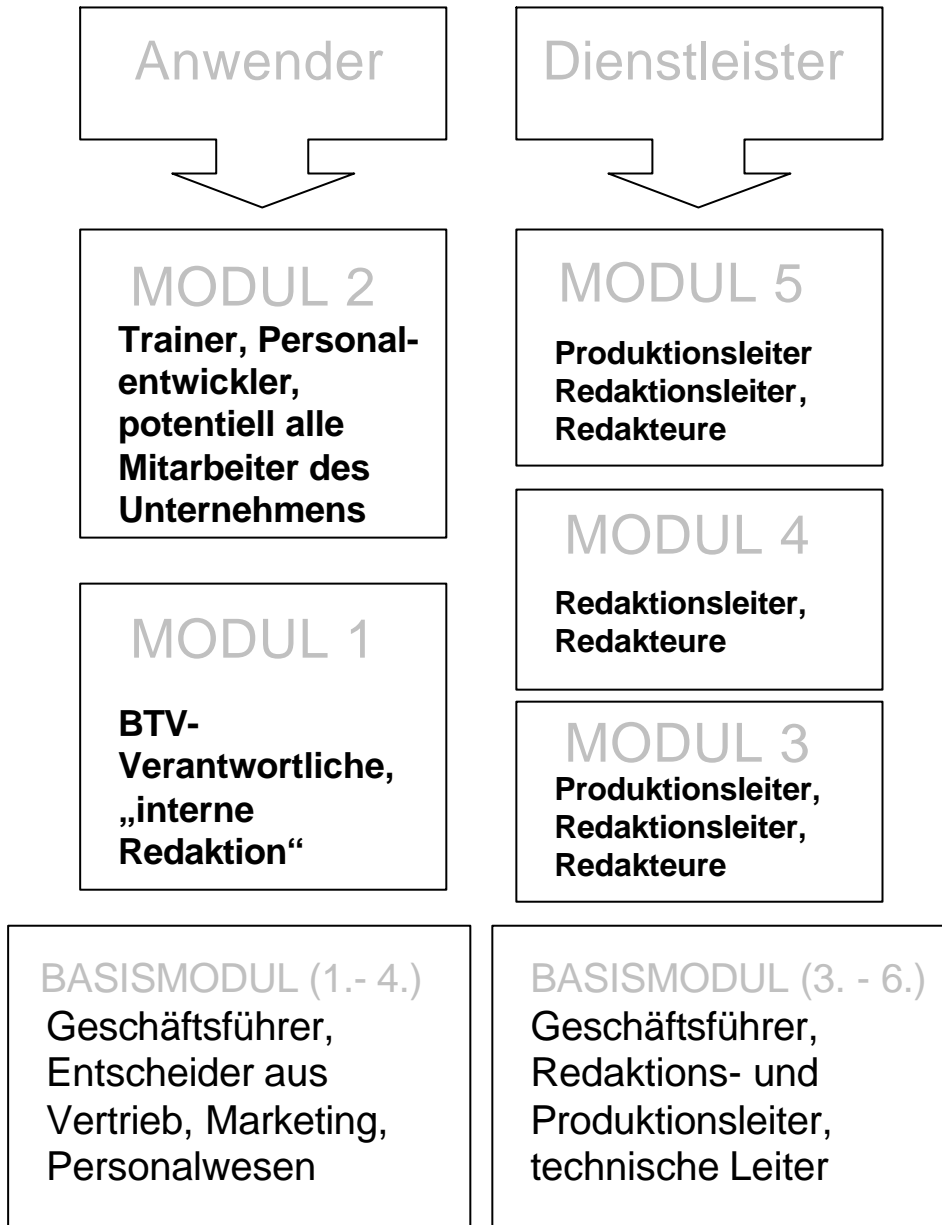 Anwender
MODUL 2
Trainer, Personal-
entwickler,
potentiell alle
Mitarbeiter des
Unternehmens
MODUL 1
BTV-
Verantwortliche,
„interne
Redaktion“
BASISMODUL (1.- 4.)
Geschäftsführer,
Entscheider aus
Vertrieb, Marketing,
Personalwesen
Dienstleister
MODUL 5
Produktionsleiter
Redaktionsleiter,
Redakteure
MODUL 4
Redaktionsleiter,
Redakteure
MODUL 3
Produktionsleiter,
Redaktionsleiter,
Redakteure
BASISMODUL (3. - 6.)
Geschäftsführer,
Redaktions- und
Produktionsleiter,
technische Leiter